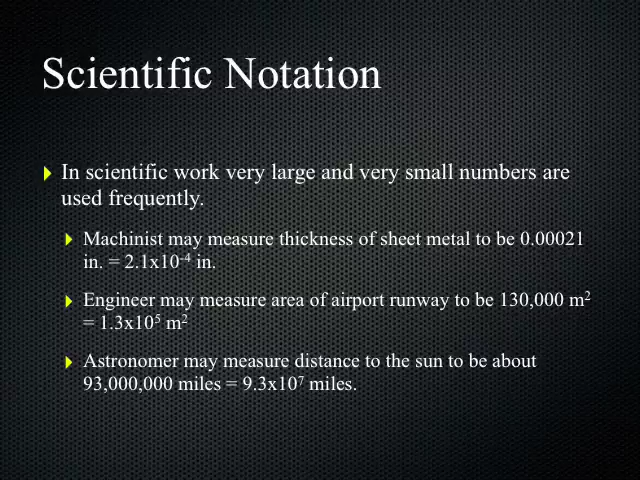 Scientific Notation
In scientific work very large and very small numbers are
used frequently.
Machinist may measure thickness of sheet metal to be 0.00021
in. = 2.1x10⁻⁴ in.
Engineer may measure area of airport runway to be 130,000 m²
= 1.3x10⁵ m²
Astronomer may measure distance to the sun to be about
93,000,000 miles = 9.3x10⁷ miles.